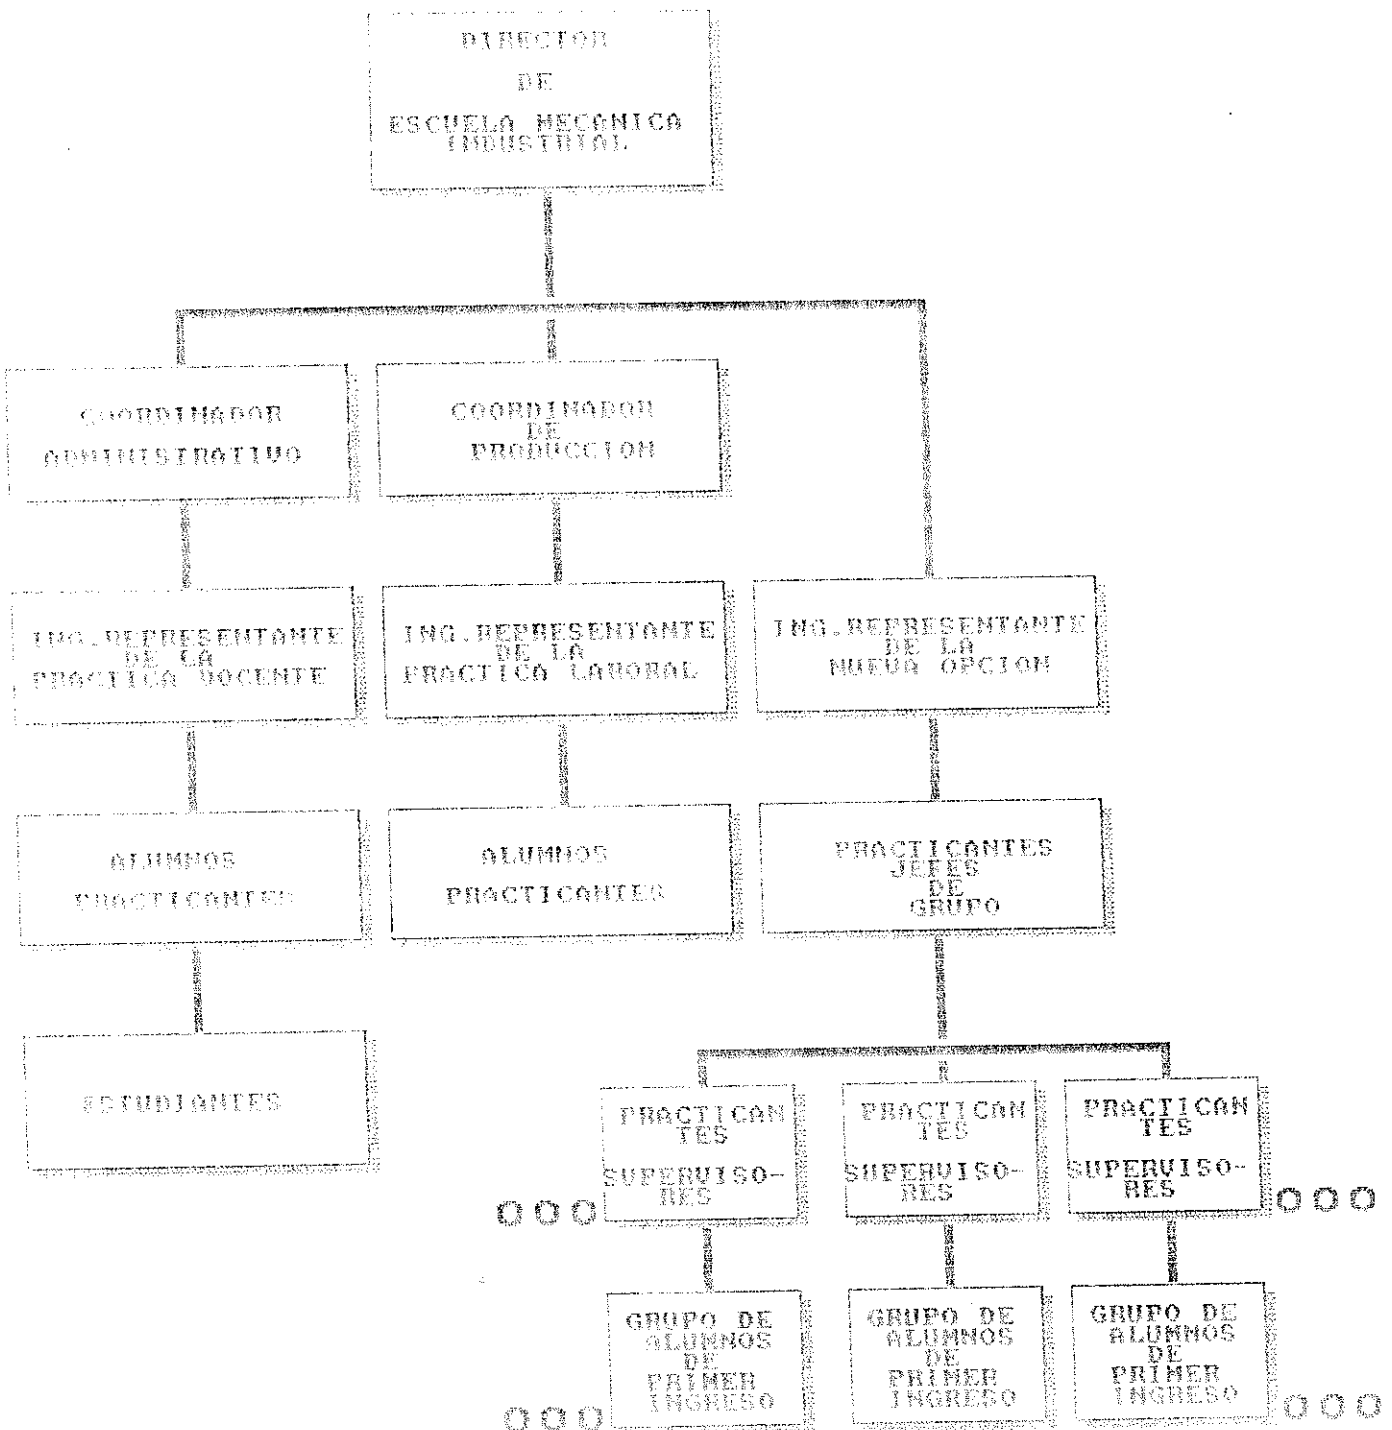 DIRECTOR
DE
ESCUELA MECANICA
INDUSTRIAL
COORDINADOR
ADMINISTRATIVO
COORDINADOR
DE
PRODUCCION
ING.REPRESENTANTE
DE LA
PRACTICA DOCENTE
ING.REPRESENTANTE
DE LA
PRACTICA LABORAL
ING.REPRESENTANTE
DE LA
NUEVA OPCION
ALUMNOS
PRACTICANTES
ALUMNOS
PRACTICANTES
PRACTICANTES
JEFES
DE
GRUPO
ESTUDIANTES
PRACTICAN
TES
SUPERVISO-
RES
PRACTICAN
TES
SUPERVISO-
RES
PRACTICAN
TES
SUPERVISO-
RES
GRUPO DE
ALUMNOS
DE
PRIMER
INGRESO
GRUPO DE
ALUMNOS
DE
PRIMER
INGRESO
GRUPO DE
ALUMNOS
DE
PRIMER
INGRESO